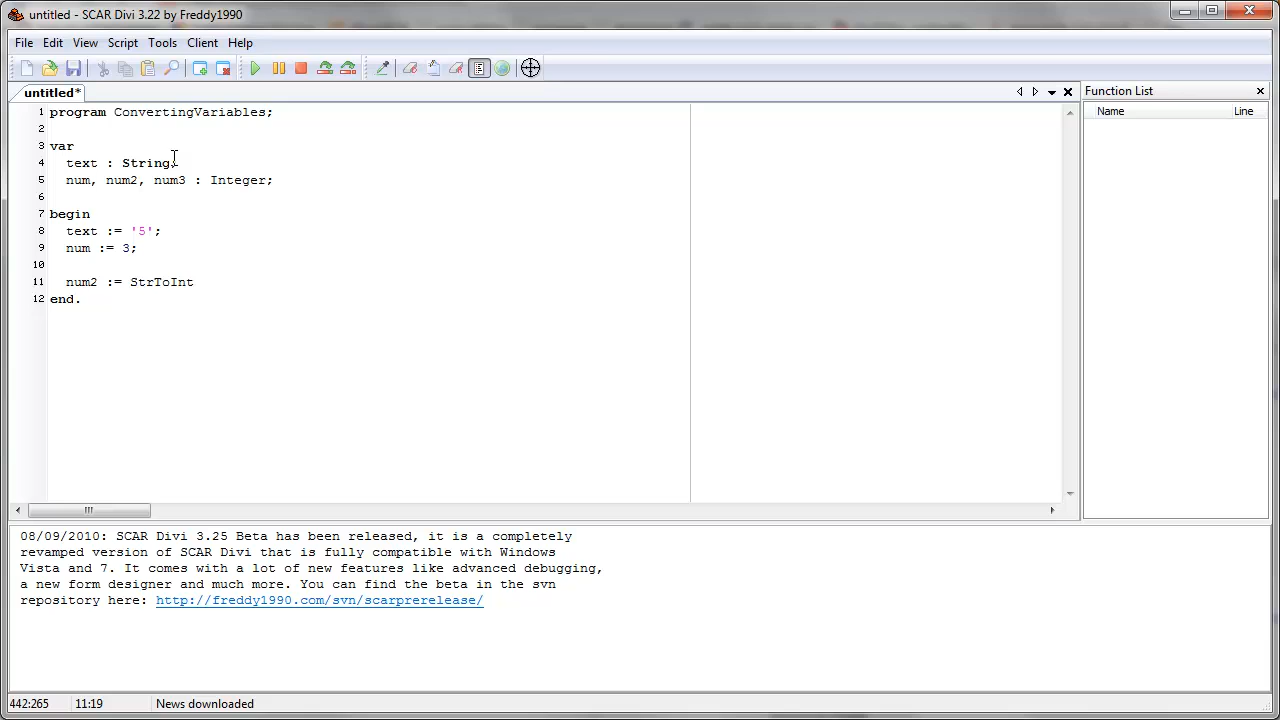 untitled - SCAR Divi 3.22 by Freddy1990
File Edit View Script Tools Client Help
untitled*
Function List
Name Line
1 program ConvertingVariables;
2
3 var
4 text : String;
5 num, num2, num3 : Integer;
6
7 begin
8 text := '5';
9 num := 3;
10
11 num2 := StrToInt
12 end.
08/09/2010: SCAR Divi 3.25 Beta has been released, it is a completely
revamped version of SCAR Divi that is fully compatible with Windows
Vista and 7. It comes with a lot of new features like advanced debugging,
a new form designer and much more. You can find the beta in the svn
repository here: http://freddy1990.com/svn/scarprerelease/
442:265 11:19 News downloaded